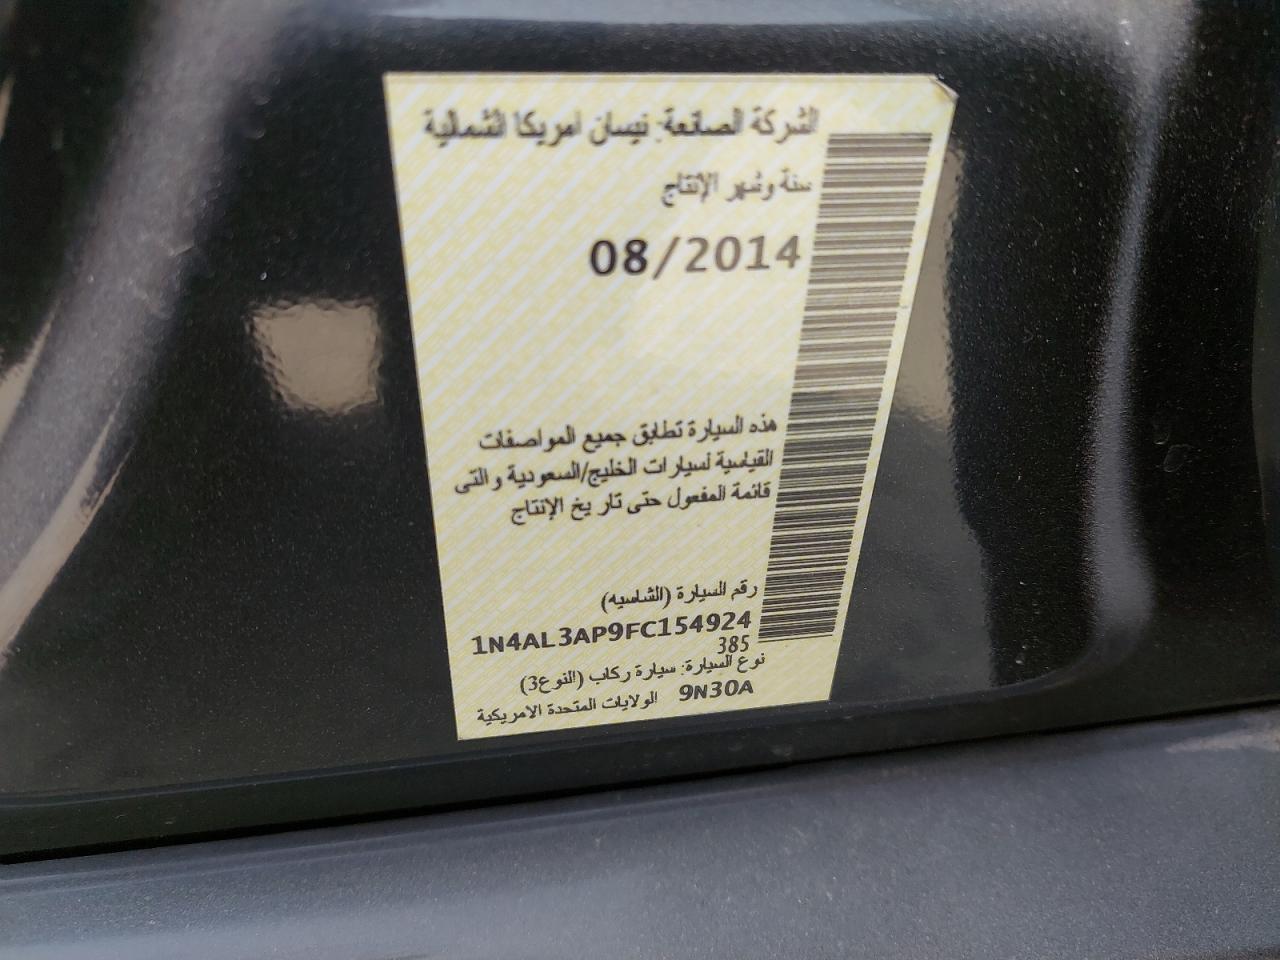 الشركة الصانعة: نيسان امريكا الشمالية
سنة وشهر الإنتاج
08/2014
هذه السيارة تطابق جميع المواصفات
القياسية لسيارات الخليج/السعودية والتى
قائمة المفعول حتى تاريخ الإنتاج
رقم السيارة (الشاسيه)
1N4AL3AP9FC154924
385
نوع السيارة: سيارة ركاب (النوع3)
9N30A الولايات المتحدة الامريكية